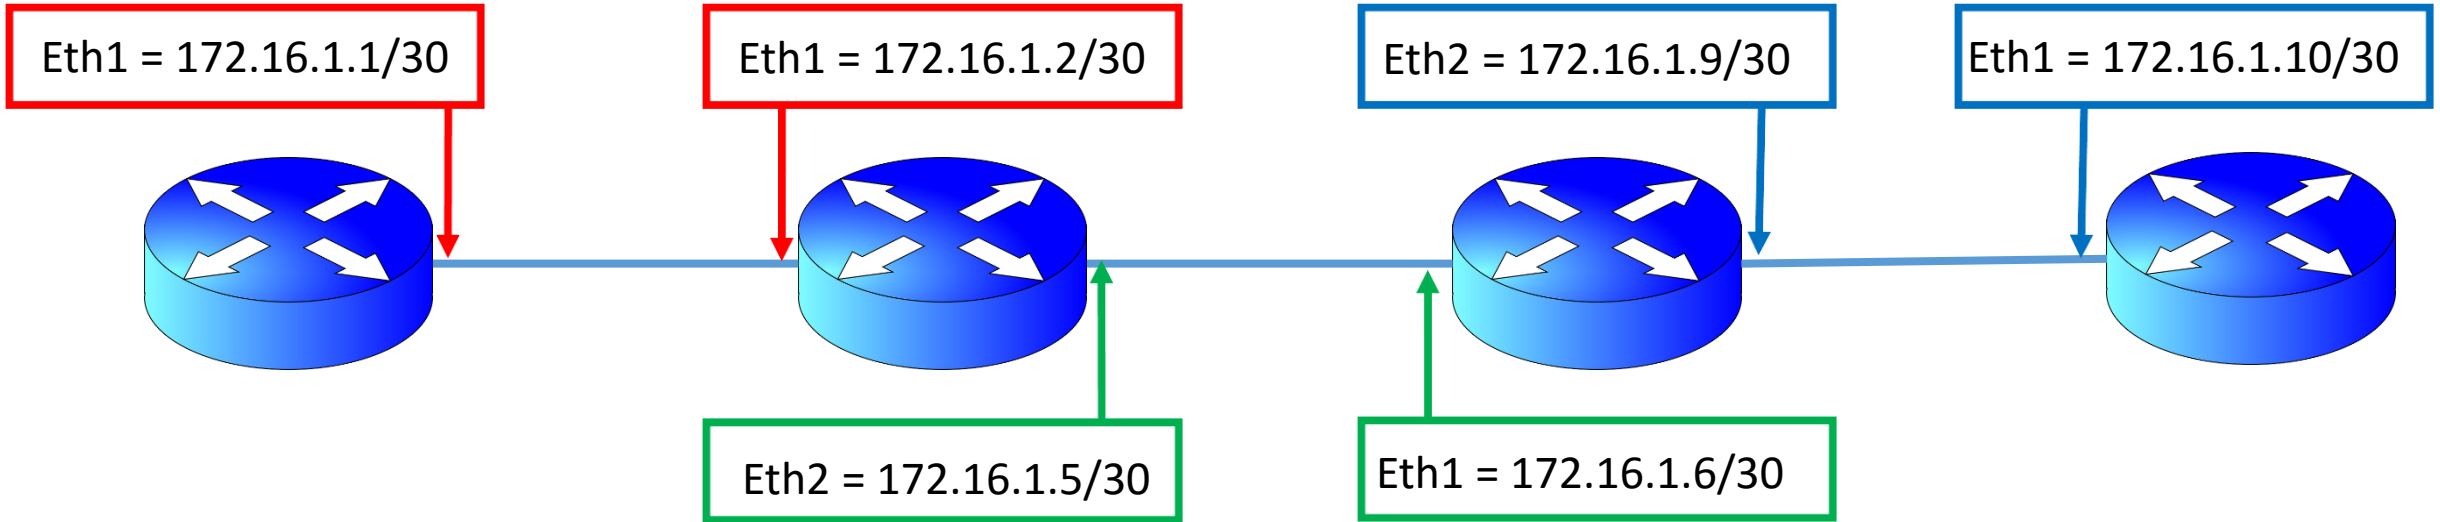 Eth1 = 172.16.1.1/30
Eth1 = 172.16.1.2/30
Eth2 = 172.16.1.9/30
Eth1 = 172.16.1.10/30
Eth2 = 172.16.1.5/30
Eth1 = 172.16.1.6/30